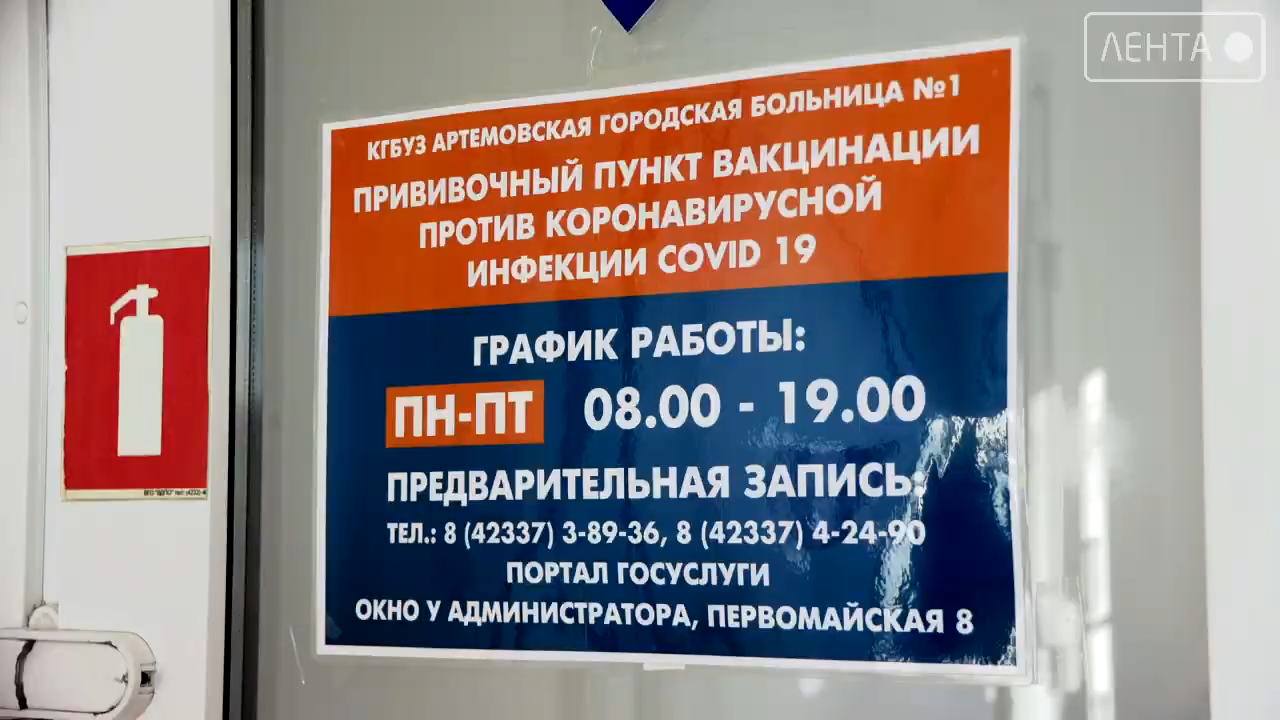 ЛЕНТА
КГБУЗ АРТЕМОВСКАЯ ГОРОДСКАЯ БОЛЬНИЦА №1
ПРИВИВОЧНЫЙ ПУНКТ ВАКЦИНАЦИИ
ПРОТИВ КОРОНАВИРУСНОЙ
ИНФЕКЦИИ COVID 19
ГРАФИК РАБОТЫ:
ПН-ПТ 08.00 - 19.00
ПРЕДВАРИТЕЛЬНАЯ ЗАПИСЬ:
ТЕЛ.: 8 (42337) 3-89-36, 8 (42337) 4-24-90
ПОРТАЛ ГОСУСЛУГИ
ОКНО У АДМИНИСТРАТОРА, ПЕРВОМАЙСКАЯ 8